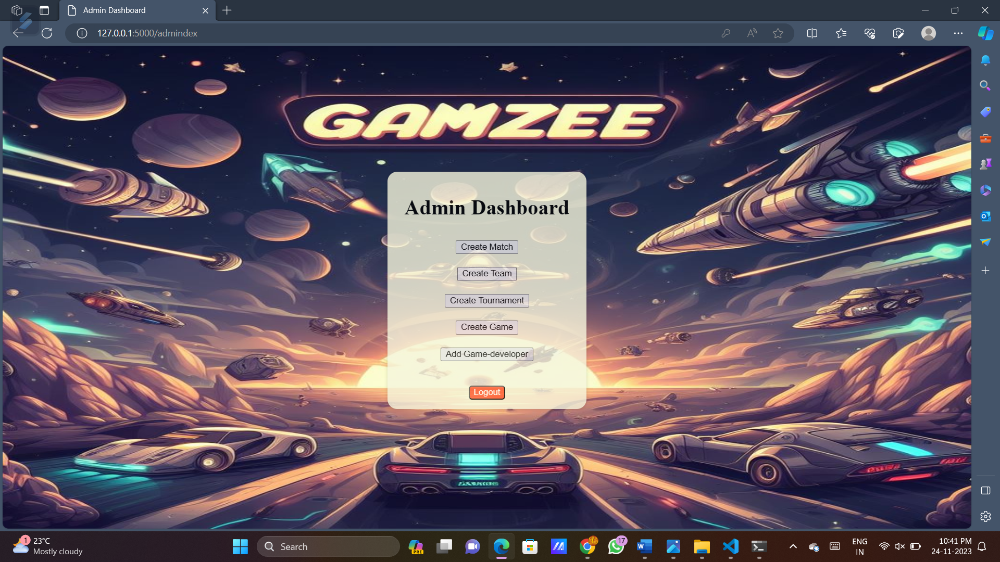 Admin Dashboard
127.0.0.1:5000/admindex
GAMZEE
Admin Dashboard
Create Match
Create Team
Create Tournament
Create Game
Add Game-developer
Logout
1
23°C
Mostly cloudy
Search
PRE
17
ENG
IN
10:41 PM
24-11-2023